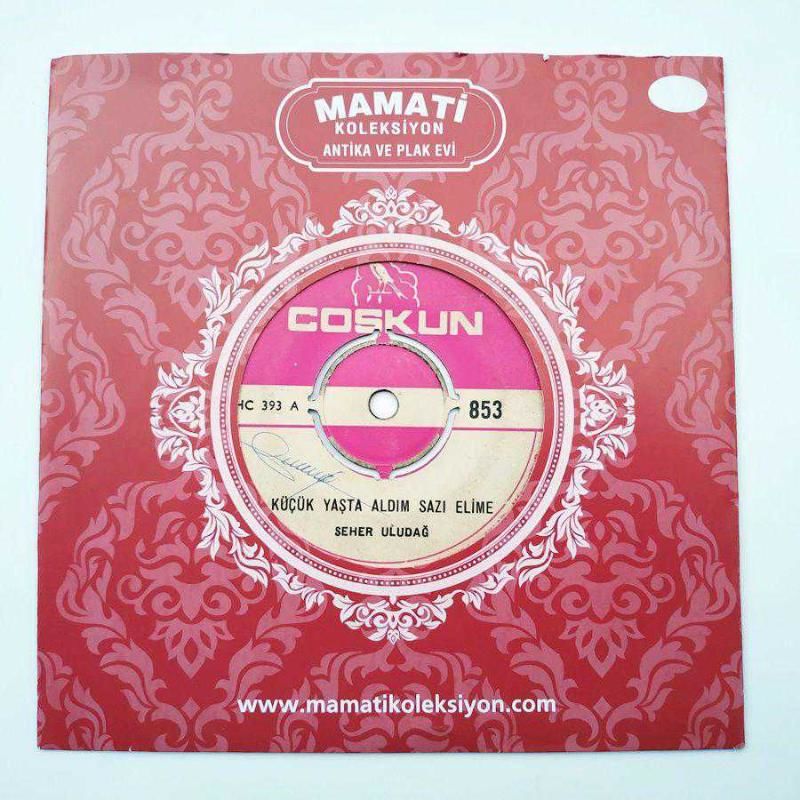 MAMATİ
KOLEKSİYON
ANTİKA VE PLAK EVİ
COSKUN
HC 393 A
853
KÜÇÜK YAŞTA ALDIM SAZI ELİME
SEHER ULUDAĞ
www.mamatikoleksiyon.com